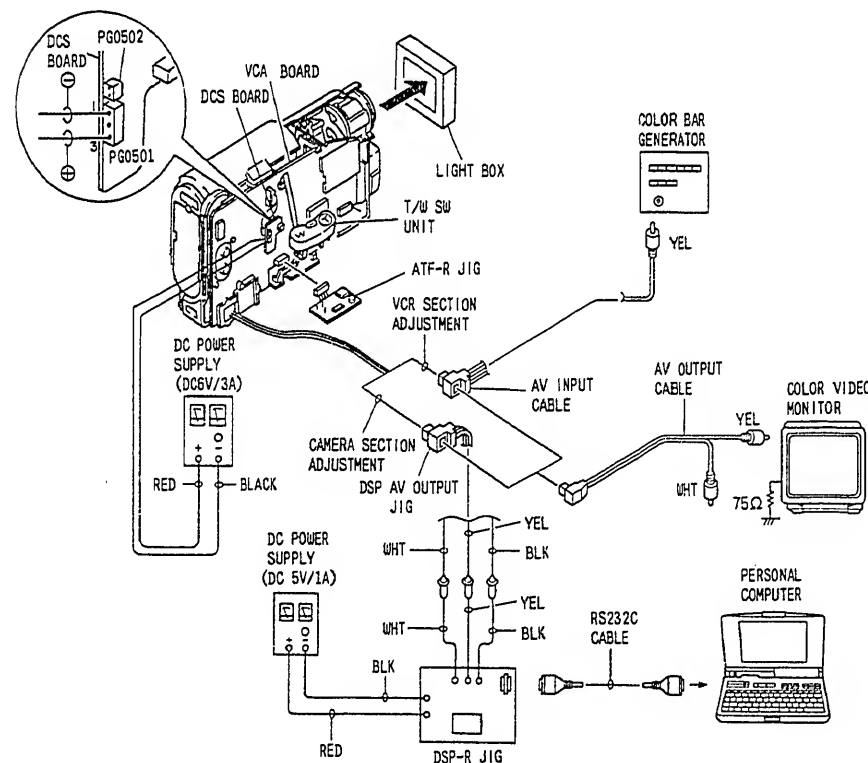 DCS
BOARD
PG0502
⊖
1
3
⊕
PG0501
VCA BOARD
DCS BOARD
LIGHT BOX
COLOR BAR
GENERATOR
YEL
W
T/W SW
UNIT
ATF-R JIG
VCR SECTION
ADJUSTMENT
DC POWER
SUPPLY
(DC6V/3A)
+ -
RED
BLACK
AV INPUT
CABLE
CAMERA SECTION
ADJUSTMENT
DSP AV OUTPUT
JIG
AV OUTPUT
CABLE
YEL
WHT
COLOR VIDEO
MONITOR
75Ω
DC POWER
SUPPLY
(DC 5V/1A)
+ -
YEL
WHT
BLK
YEL
WHT
BLK
BLK
RED
DSP-R JIG
RS232C
CABLE
PERSONAL
COMPUTER